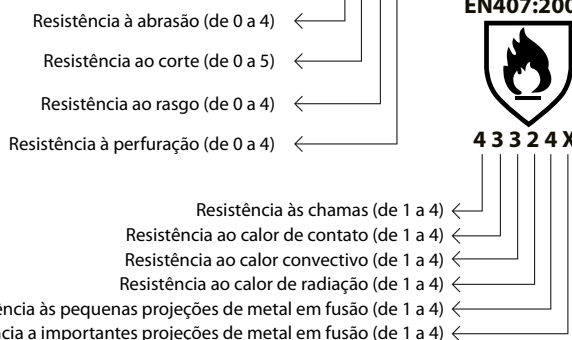 EN407:200
Resistência à abrasão (de 0 a 4)
Resistência ao corte (de 0 a 5)
Resistência ao rasgo (de 0 a 4)
Resistência à perfuração (de 0 a 4)
4 3 3 2 4 X
Resistência às chamas (de 1 a 4)
Resistência ao calor de contato (de 1 a 4)
Resistência ao calor convectivo (de 1 a 4)
Resistência ao calor de radiação (de 1 a 4)
ência às pequenas projeções de metal em fusão (de 1 a 4)
ncia a importantes projeções de metal em fusão (de 1 a 4)